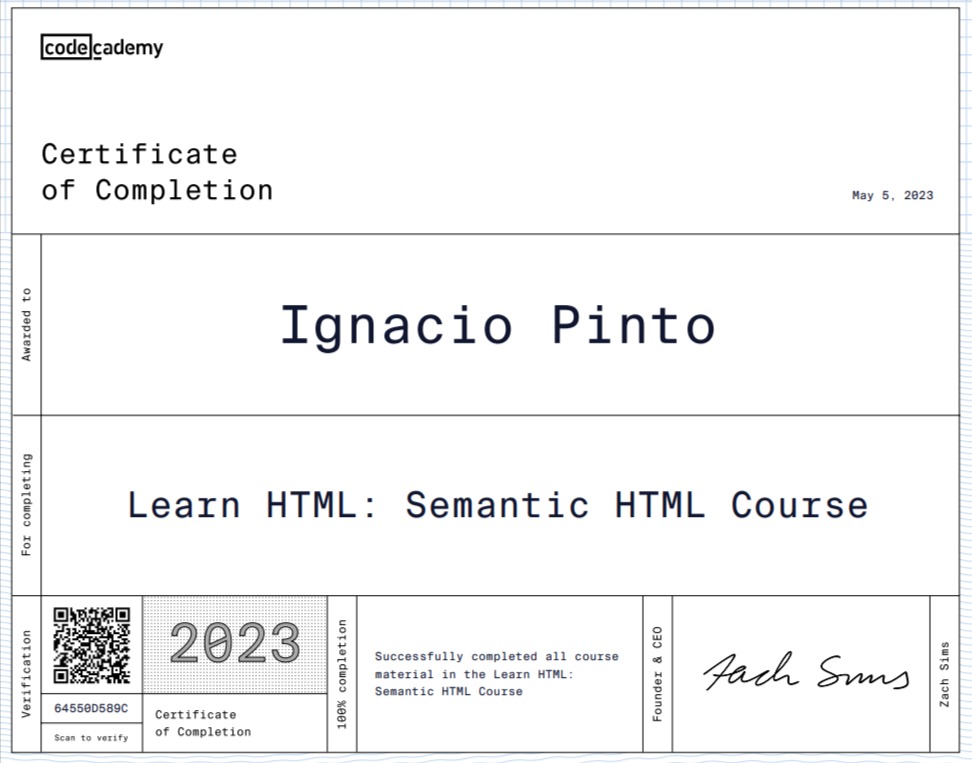 codecademy
Certificate
of Completion
May 5, 2023
Awarded to
Ignacio Pinto
For completing
Learn HTML: Semantic HTML Course
Verification
64550D589C
Scan to verify
2023
Certificate
of Completion
100% completion
Successfully completed all course
material in the Learn HTML:
Semantic HTML Course
Founder & CEO
Zach Sims
Zach Sims